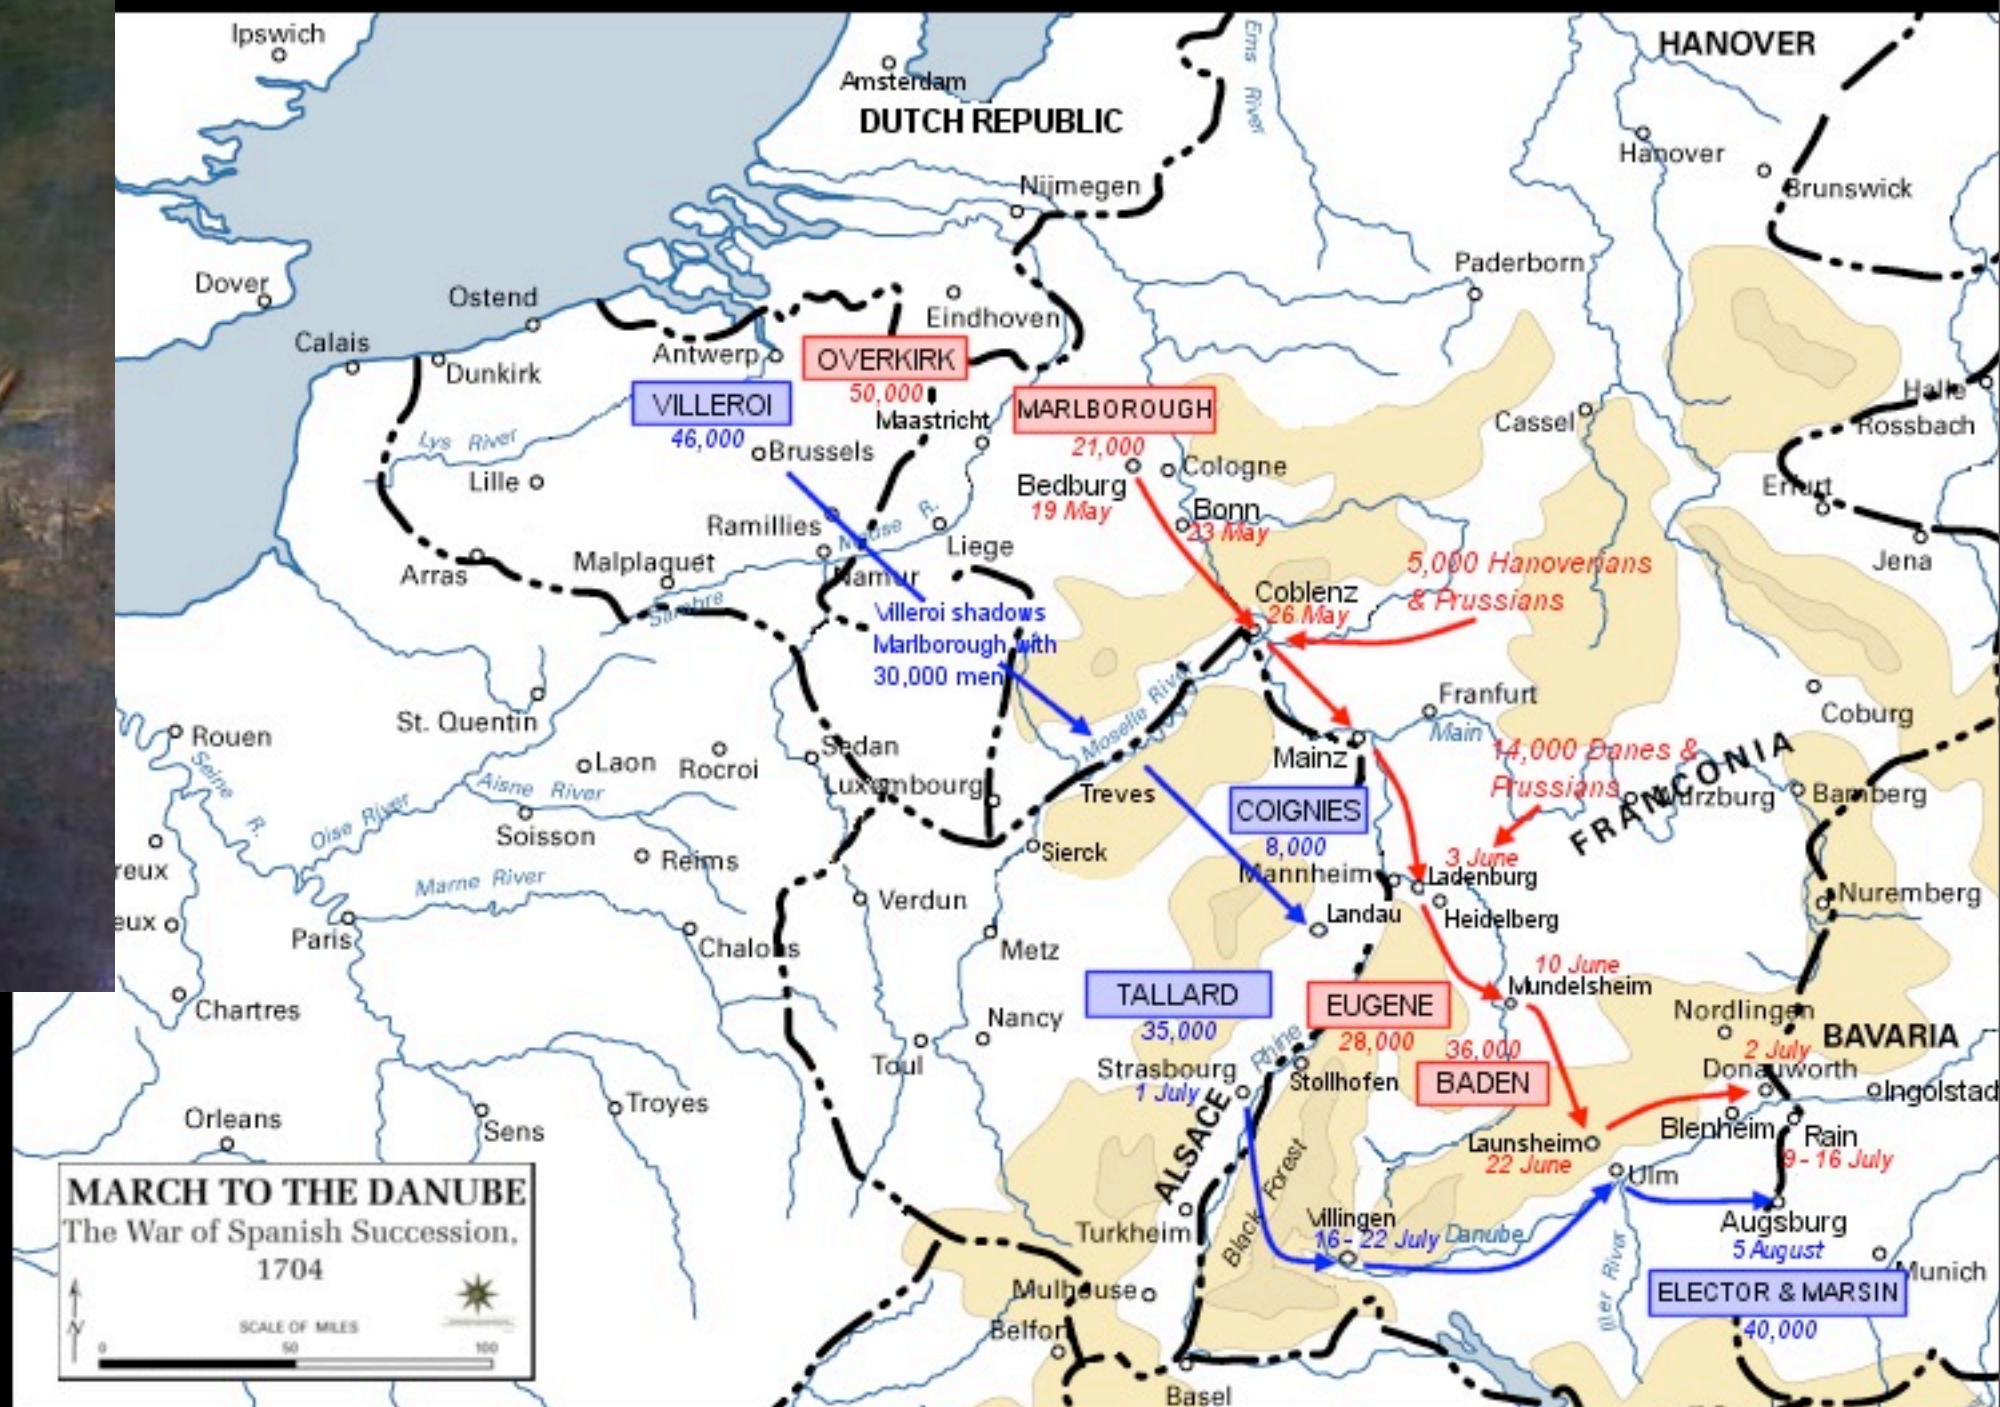 Ipswich
HANOVER
Ems River
Amsterdam
DUTCH REPUBLIC
Hanover
Brunswick
Nijmegen
Paderborn
Dover
Ostend
Eindhoven
Calais
Dunkirk
Antwerp
OVERKIRK
50,000
VILLEROI
46,000
MARLBOROUGH
21,000
Maastricht
Halle
Rossbach
Cassel
Lys River
Brussels
Cologne
Lille
Bedburg
19 May
Erfurt
Bonn
23 May
Ramillies
Meuse R.
Liege
Jena
Malplaquet
Arras
Namur
5,000 Hanoverians
& Prussians
Coblenz
26 May
Sambre
Villeroi shadows
Marlborough with
30,000 men
Moselle River
Franfurt
Main
Coburg
St. Quentin
Rouen
Seine R.
Sedan
Laon
Rocroi
Mainz
14,000 Danes &
Prussians
FRANCONIA
Luxembourg
Aisne River
Treves
COIGNIES
8,000
Wurzburg
Bamberg
Oise River
Soisson
Sierck
Reims
3 June
Ladenburg
Mannheim
reux
Marne River
Verdun
Nuremberg
Landau
Heidelberg
eux
Paris
Chalons
Metz
10 June
Mundelsheim
TALLARD
35,000
EUGENE
28,000
Chartres
Nancy
Nordlingen
BAVARIA
Toul
Rhine
36,000
BADEN
2 July
Donauworth
Strasbourg
1 July
Stollhofen
Ingolstad
Troyes
Orleans
Sens
ALSACE
Blenheim
Rain
9-16 July
Launsheim
22 June
Ulm
Black Forest
MARCH TO THE DANUBE
The War of Spanish Succession,
1704
N
SCALE OF MILES
0 50 100
Turkheim
Villingen
16-22 July
Danube
Augsburg
5 August
Iller River
Munich
Mulhouse
ELECTOR & MARSIN
40,000
Belfort
Basel